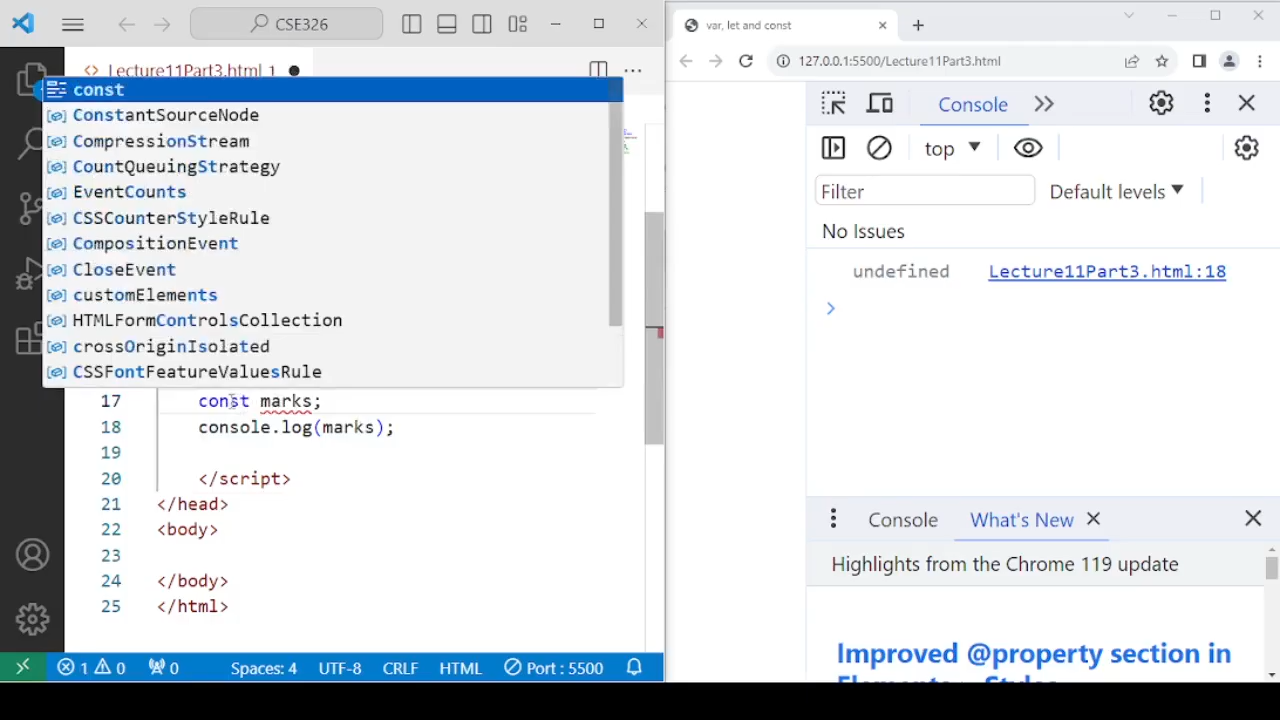 CSE326
Lecture11Part3.html 1
const
ConstantSourceNode
CompressionStream
CountQueuingStrategy
EventCounts
CSSCounterStyleRule
CompositionEvent
CloseEvent
customElements
HTMLFormControlsCollection
crossOriginIsolated
CSSFontFeatureValuesRule
17 const marks;
18 console.log(marks);
19
20 </script>
21 </head>
22 <body>
23
24 </body>
25 </html>
1 0 0 Spaces: 4 UTF-8 CRLF HTML Port : 5500
var, let and const
127.0.0.1:5500/Lecture11Part3.html
Console
top
Filter Default levels
No Issues
undefined Lecture11Part3.html:18
Console What's New
Highlights from the Chrome 119 update
Improved @property section in